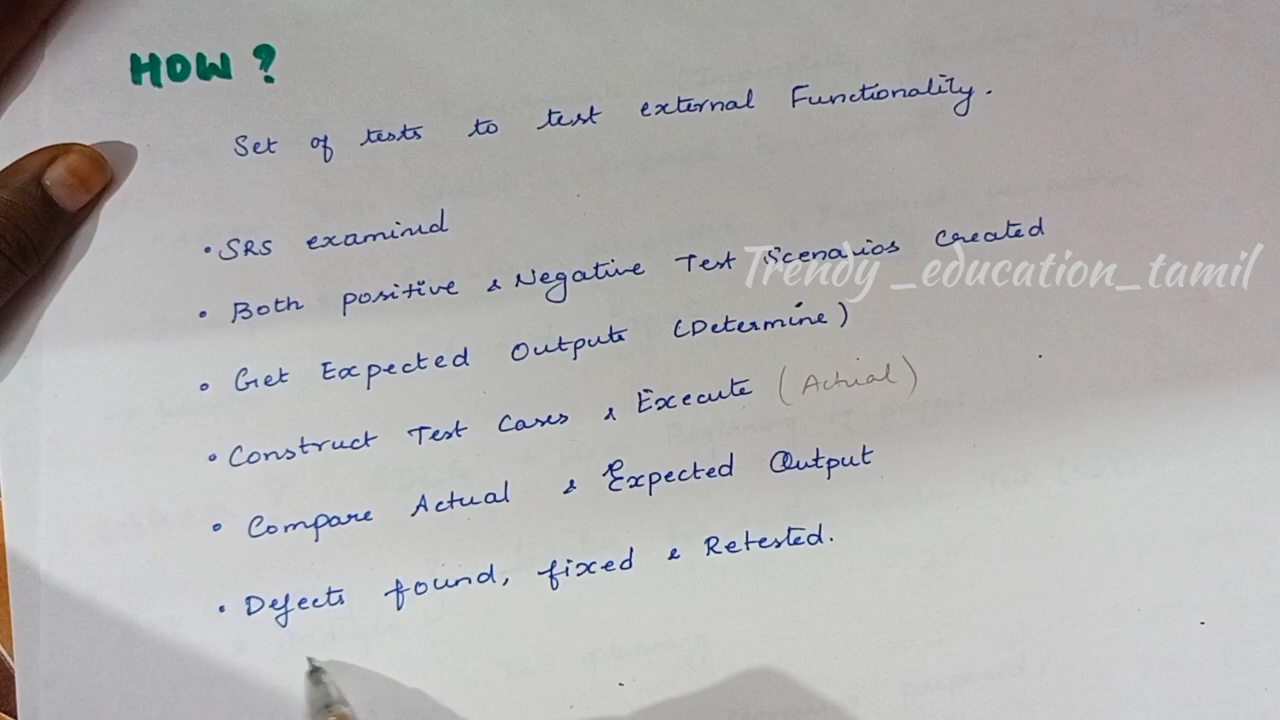 HOW ?
Set of tests to test external Functionality.
• SRS examined
• Both positive & Negative Test Scenarios created
Trendy_education_tamil
• Get Expected Outputs (Determine)
• Construct Test Cases & Execute (Actual)
• Compare Actual & Expected Output
• Defects found, fixed & Retested.